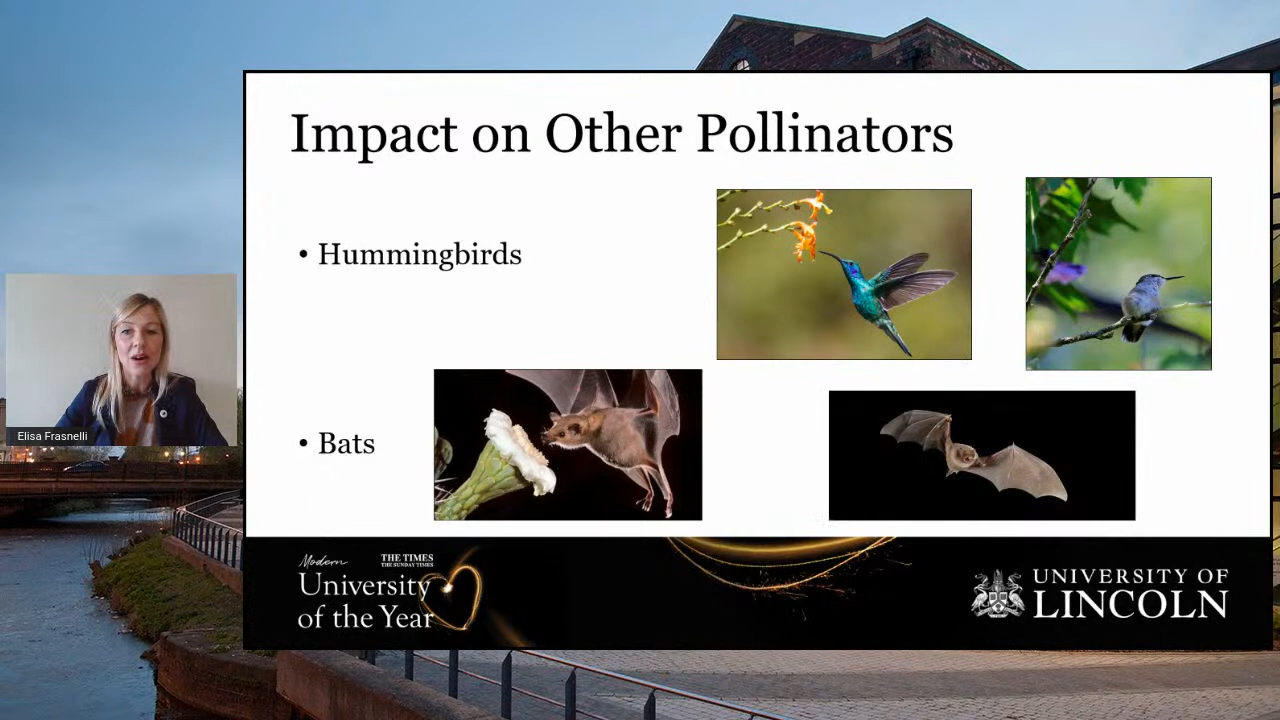 Impact on Other Pollinators
• Hummingbirds
• Bats
Elisa Frasnelli
Modern
THE TIMES
THE SUNDAY TIMES
University
of the Year
UNIVERSITY OF
LINCOLN